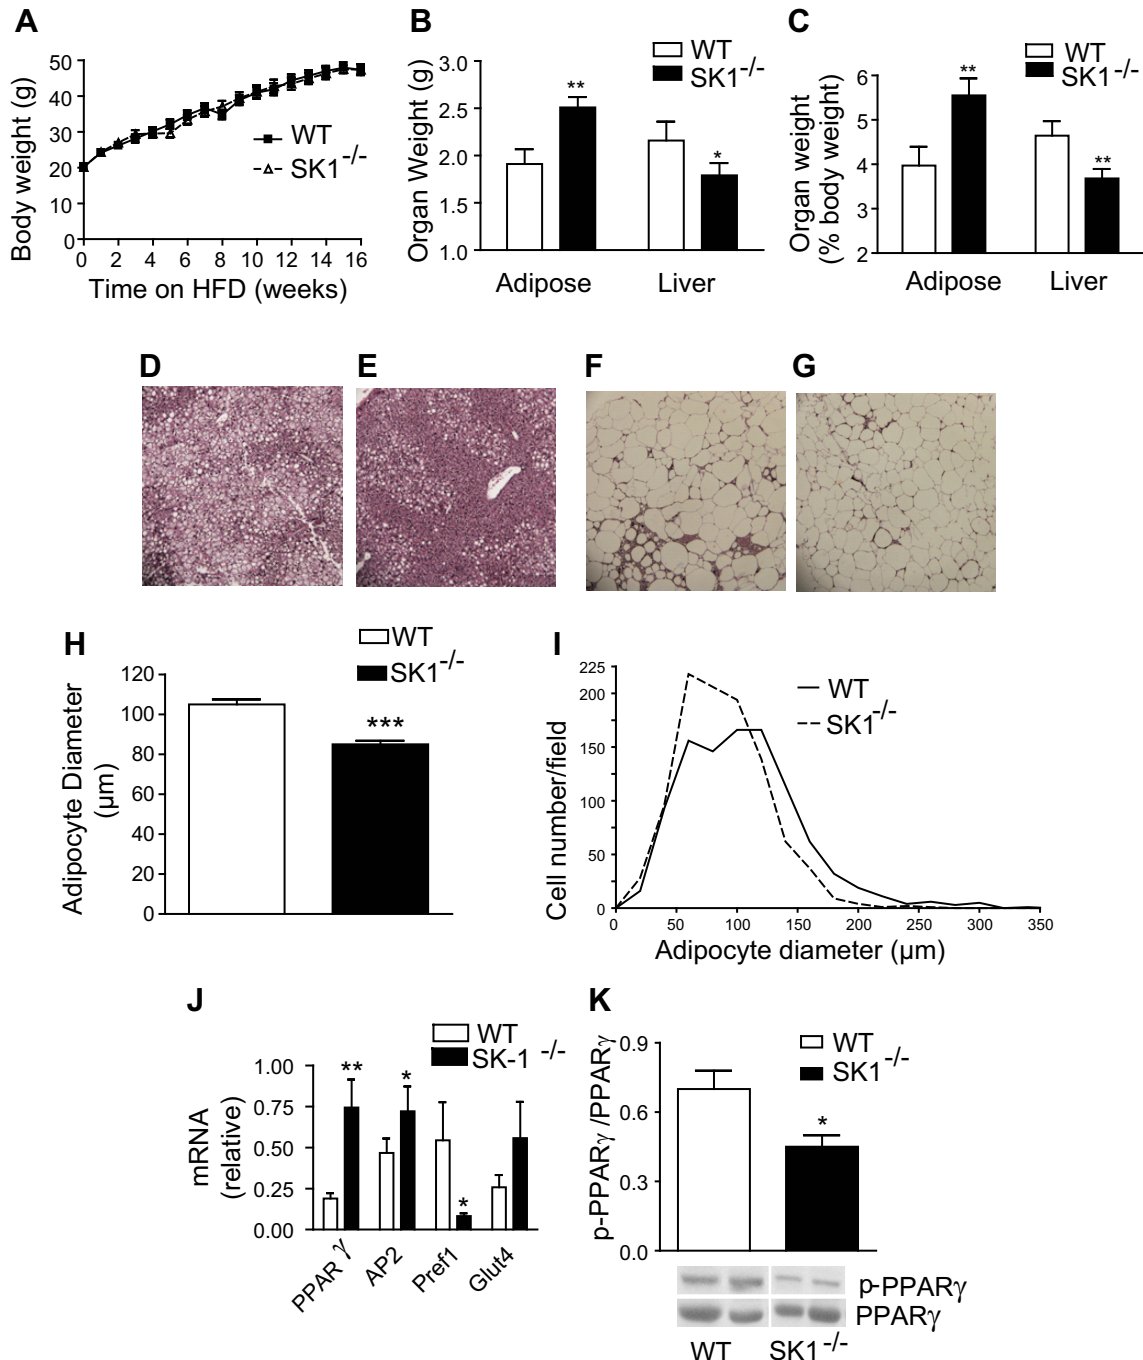 A
Body weight (g)
50
40
30
20
10
0
WT
SK1-/-
0 2 4 6 8 10 12 14 16
Time on HFD (weeks)
B
WT
SK1-/-
Organ Weight (g)
3.0
2.5
2.0
1.5
1.0
**
*
Adipose Liver
C
WT
SK1-/-
Organ weight
(% body weight)
6
5
4
3
2
**
**
Adipose Liver
D E F G
H
WT
SK1-/-
Adipocyte Diameter
(µm)
120
100
80
60
40
20
0
***
I
Cell number/field
225
200
150
100
50
0
WT
SK1-/-
0 50 100 150 200 250 300 350
Adipocyte diameter (µm)
J
WT
SK-1 -/-
mRNA
(relative)
1.00
0.75
0.50
0.25
0.00
**
*
*
PPAR γ AP2 Pref1 Glut4
K
WT
SK1-/-
p-PPARγ /PPARγ
0.9
0.6
0.3
0.0
*
p-PPARγ
PPARγ
WT SK1-/-